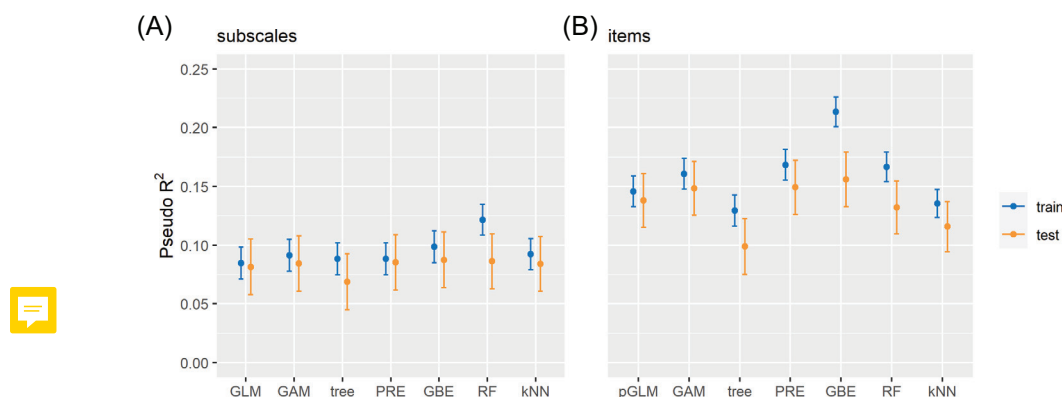 (A)
subscales
(B)
items
Pseudo R²
0.25
0.20
0.15
0.10
0.05
0.00
GLM GAM tree PRE GBE RF kNN
pGLM GAM tree PRE GBE RF kNN
train
test